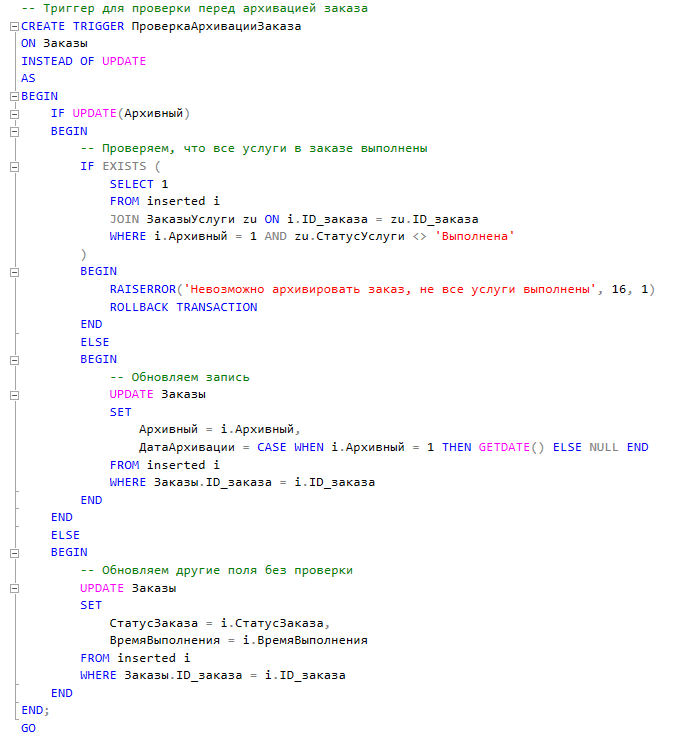 -- Триггер для проверки перед архивацией заказа
CREATE TRIGGER ПроверкаАрхивацииЗаказа
ON Заказы
INSTEAD OF UPDATE
AS
BEGIN
    IF UPDATE(Архивный)
    BEGIN
        -- Проверяем, что все услуги в заказе выполнены
        IF EXISTS (
            SELECT 1
            FROM inserted i
            JOIN ЗаказыУслуги zu ON i.ID_заказа = zu.ID_заказа
            WHERE i.Архивный = 1 AND zu.СтатусУслуги <> 'Выполнена'
        )
        BEGIN
            RAISERROR('Невозможно архивировать заказ, не все услуги выполнены', 16, 1)
            ROLLBACK TRANSACTION
        END
        ELSE
        BEGIN
            -- Обновляем запись
            UPDATE Заказы
            SET
                Архивный = i.Архивный,
                ДатаАрхивации = CASE WHEN i.Архивный = 1 THEN GETDATE() ELSE NULL END
            FROM inserted i
            WHERE Заказы.ID_заказа = i.ID_заказа
        END
    END
    ELSE
    BEGIN
        -- Обновляем другие поля без проверки
        UPDATE Заказы
        SET
            СтатусЗаказа = i.СтатусЗаказа,
            ВремяВыполнения = i.ВремяВыполнения
        FROM inserted i
        WHERE Заказы.ID_заказа = i.ID_заказа
    END
END;
GO